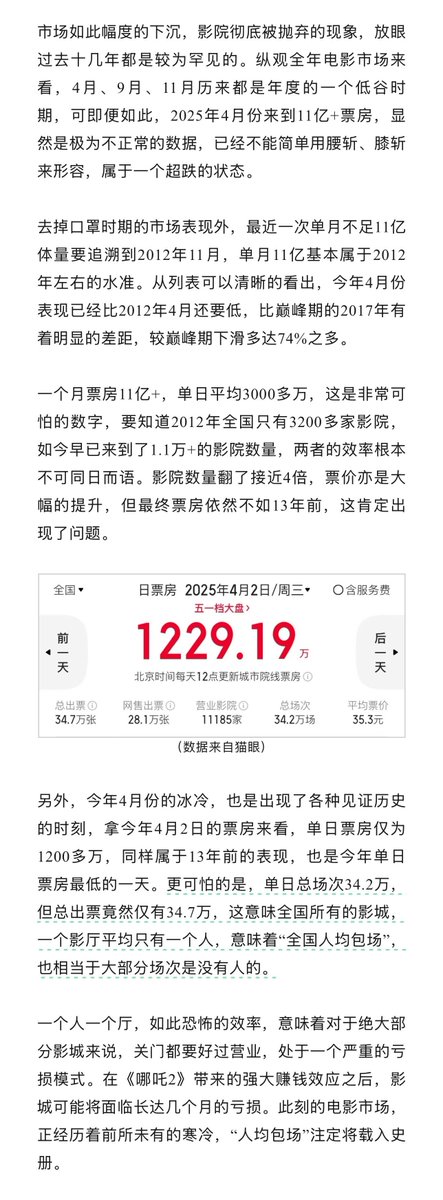 市场如此幅度的下沉，影院彻底被抛弃的现象，放眼
过去十几年都是较为罕见的。纵观全年电影市场来
看，4月、9月、11月历来都是年度的一个低谷时
期，可即便如此，2025年4月份来到11亿+票房，显
然是极为不正常的数据，已经不能简单用腰斩、膝斩
来形容，属于一个超跌的状态。
去掉口罩时期的市场表现外，最近一次单月不足11亿
体量要追溯到2012年11月，单月11亿基本属于2012
年左右的水准。从列表可以清晰的看出，今年4月份
表现已经比2012年4月还要低，比巅峰期的2017年有
着明显的差距，较巅峰期下滑多达74%之多。
一个月票房11亿+，单日平均3000多万，这是非常可
怕的数字，要知道2012年全国只有3200多家影院，
如今早已来到了1.1万+的影院数量，两者的效率根本
不可同日而语。影院数量翻了接近4倍，票价亦是大
幅的提升，但最终票房依然不如13年前，这肯定出
现了问题。
全国 日票房 2025年4月2日/周三 含服务费
五一档大盘
前一天 1229.19万 后一天
北京时间每天12点更新城市院线票房
总出票 网售出票 营业影院 总场次 平均票价
34.7万张 28.1万张 11185家 34.2万场 35.3元
（数据来自猫眼）
另外，今年4月份的冰冷，也是出现了各种见证历史
的时刻，拿今年4月2日的票房来看，单日票房仅为
1200多万，同样属于13年前的表现，也是今年单日
票房最低的一天。更可怕的是，单日总场次34.2万，
但总出票竟然仅有34.7万，这意味全国所有的影城，
一个影厅平均只有一个人，意味着“全国人均包场”，
也相当于大部分场次是没有人的。
一个人一个厅，如此恐怖的效率，意味着对于绝大部
分影城来说，关门都要好过营业，处于一个严重的亏
损模式。在《哪吒2》带来的强大赚钱效应之后，影
城可能将面临长达几个月的亏损。此刻的电影市场，
正经历着前所未有的寒冷，“人均包场”注定将载入史
册。